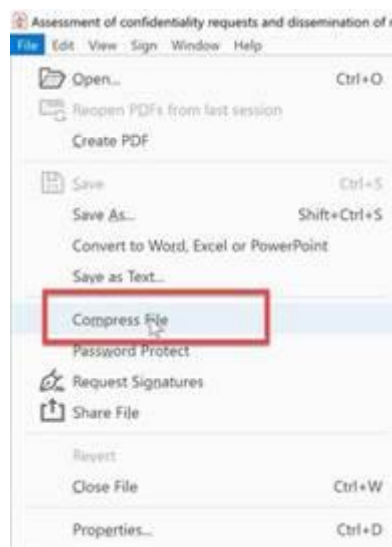 Assessment of confidentiality requests and dissemination of
File Edit View Sign Window Help
Open... Ctrl+O
Reopen PDFs from last session
Create PDF
Save Ctrl+S
Save As... Shift+Ctrl+S
Convert to Word, Excel or PowerPoint
Save as Text...
Compress File
Password Protect
Request Signatures
Share File
Revert
Close File Ctrl+W
Properties... Ctrl+D